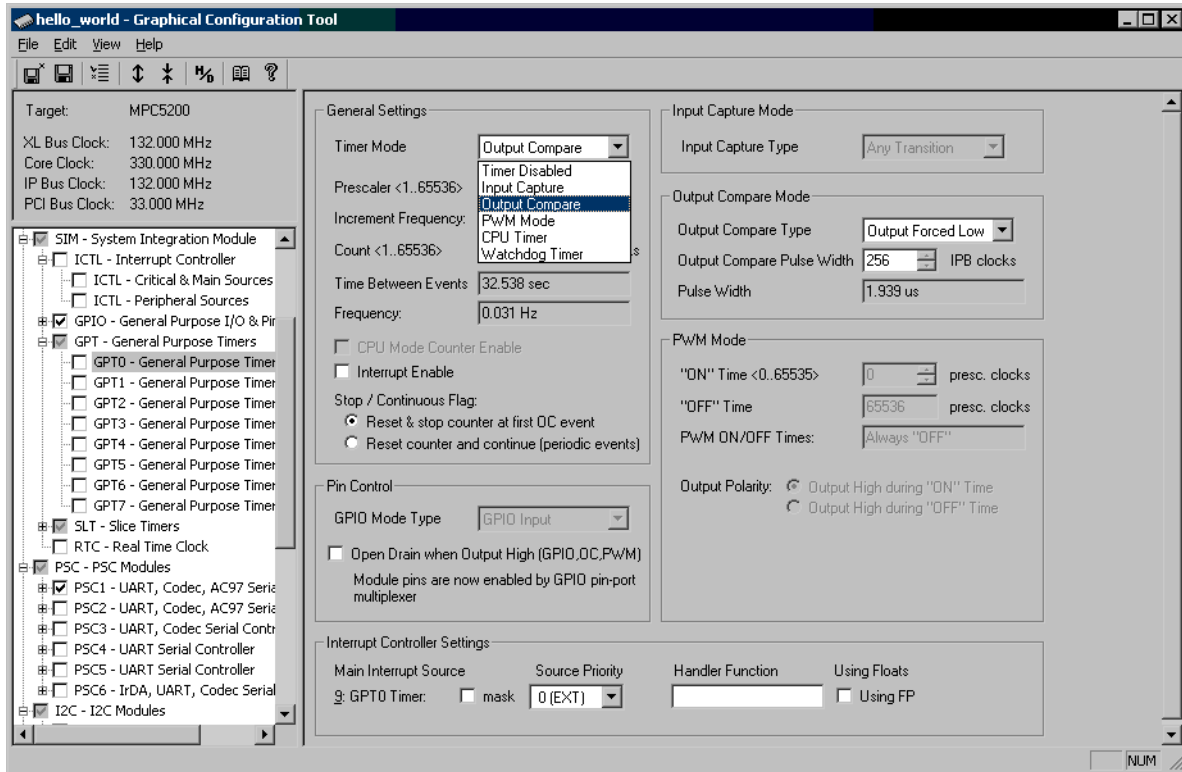 hello_world - Graphical Configuration Tool
File Edit View Help
H/D
Target: MPC5200
XL Bus Clock: 132.000 MHz
Core Clock: 330.000 MHz
IP Bus Clock: 132.000 MHz
PCI Bus Clock: 33.000 MHz
SIM - System Integration Module
ICTL - Interrupt Controller
ICTL - Critical & Main Sources
ICTL - Peripheral Sources
GPIO - General Purpose I/O & Pin
GPT - General Purpose Timers
GPT0 - General Purpose Timer
GPT1 - General Purpose Timer
GPT2 - General Purpose Timer
GPT3 - General Purpose Timer
GPT4 - General Purpose Timer
GPT5 - General Purpose Timer
GPT6 - General Purpose Timer
GPT7 - General Purpose Timer
SLT - Slice Timers
RTC - Real Time Clock
PSC - PSC Modules
PSC1 - UART, Codec, AC97 Seria
PSC2 - UART, Codec, AC97 Seria
PSC3 - UART, Codec Serial Contr
PSC4 - UART Serial Controller
PSC5 - UART Serial Controller
PSC6 - IrDA, UART, Codec Serial
I2C - I2C Modules
General Settings
Timer Mode Output Compare
Timer Disabled
Input Capture
Output Compare
PWM Mode
CPU Timer
Watchdog Timer
Prescaler <1..65536>
Increment Frequency:
Count <1..65536> s
Time Between Events 32.538 sec
Frequency: 0.031 Hz
CPU Mode Counter Enable
Interrupt Enable
Stop / Continuous Flag:
Reset & stop counter at first OC event
Reset counter and continue (periodic events)
Pin Control
GPIO Mode Type GPIO Input
Open Drain when Output High (GPIO,OC,PWM)
Module pins are now enabled by GPIO pin-port
multiplexer
Input Capture Mode
Input Capture Type Any Transition
Output Compare Mode
Output Compare Type Output Forced Low
Output Compare Pulse Width 256 IPB clocks
Pulse Width 1.939 us
PWM Mode
"ON" Time <0..65535> 0 presc. clocks
"OFF" Time 65536 presc. clocks
PWM ON/OFF Times: Always "OFF"
Output Polarity: Output High during "ON" Time
Output High during "OFF" Time
Interrupt Controller Settings
Main Interrupt Source Source Priority Handler Function Using Floats
9: GPT0 Timer: mask 0 (EXT) Using FP
NUM